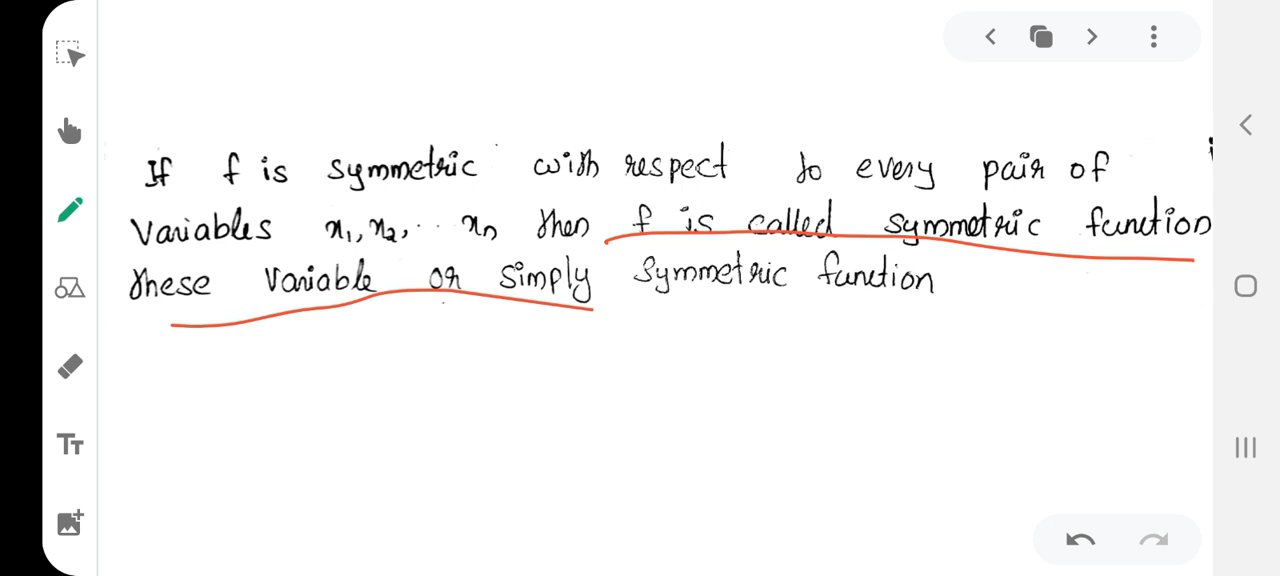 If f is symmetric with respect to every pair of
Variables x₁, x₂, .. xₙ then f is called symmetric function
these Variable or simply Symmetric function
TT